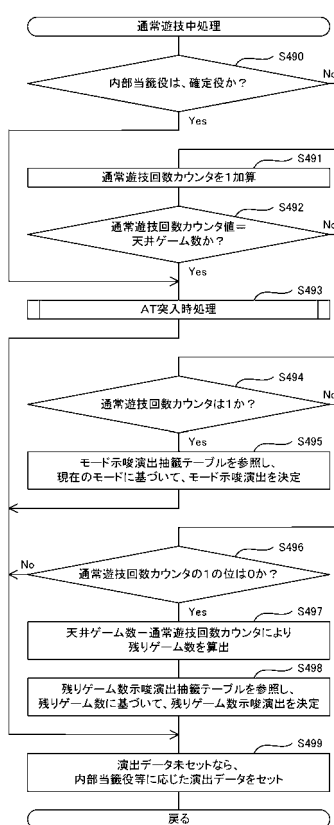 通常遊技中処理
S490
内部当籤役は、確定役か？
No
Yes
S491
通常遊技回数カウンタを1加算
S492
通常遊技回数カウンタ値＝
天井ゲーム数か？
No
Yes
S493
AT突入時処理
S494
通常遊技回数カウンタは1か？
No
Yes
S495
モード示唆演出抽籤テーブルを参照し、
現在のモードに基づいて、モード示唆演出を決定
S496
No
通常遊技回数カウンタの1の位は0か？
Yes
S497
天井ゲーム数－通常遊技回数カウンタにより
残りゲーム数を算出
S498
残りゲーム数示唆演出抽籤テーブルを参照し、
残りゲーム数に基づいて、残りゲーム数示唆演出を決定
S499
演出データ未セットなら、
内部当籤役等に応じた演出データをセット
戻る